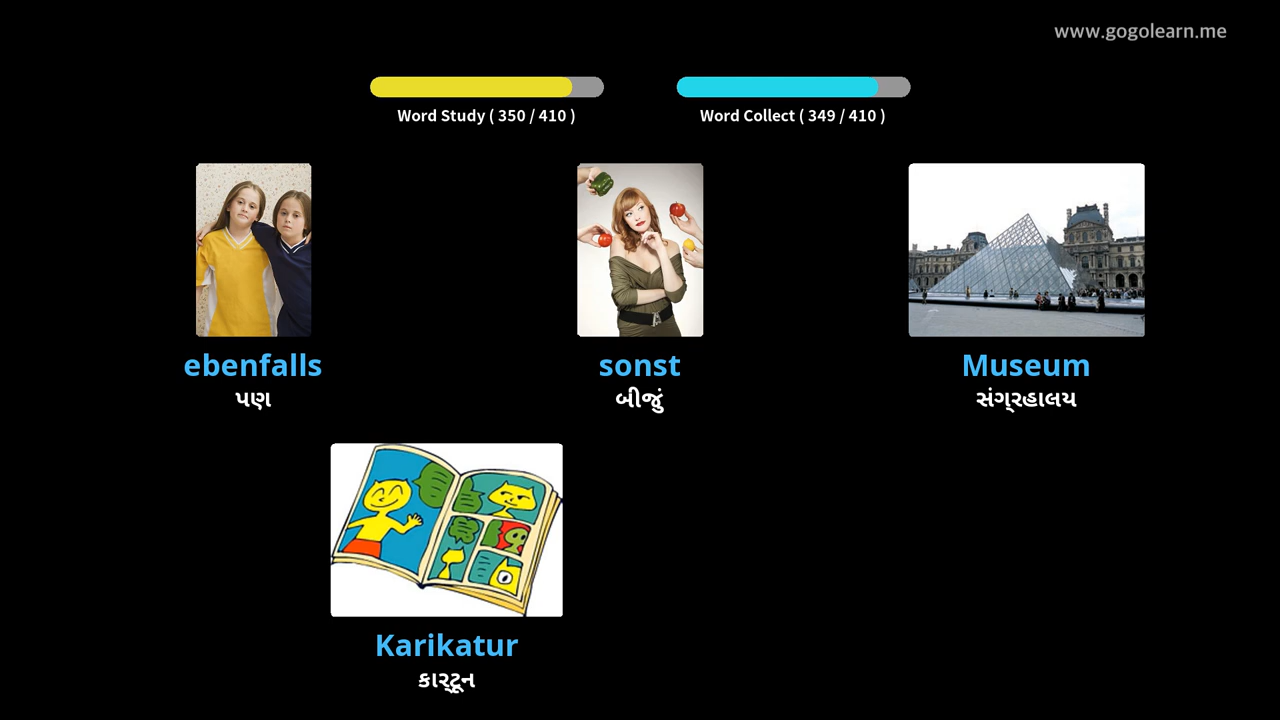 www.gogolearn.me
Word Study ( 350 / 410 )
Word Collect ( 349 / 410 )
ebenfalls
પણ
sonst
બીજું
Museum
સંગ્રહાલય
Karikatur
કાર્ટૂન